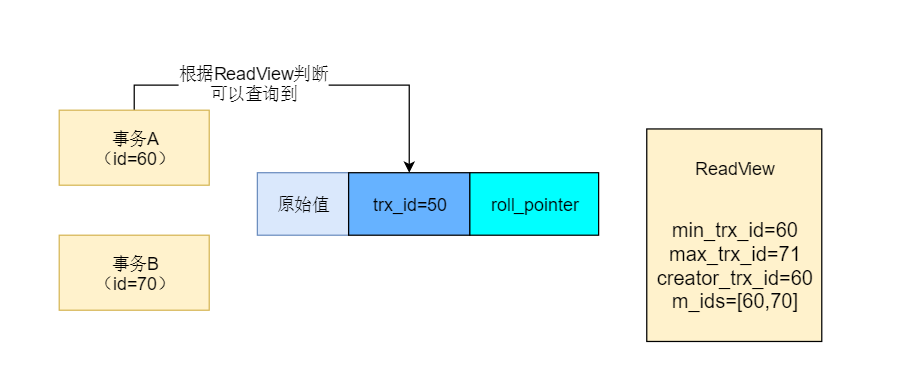 根据ReadView判断
可以查询到
事务A
（id=60）
原始值
trx_id=50
roll_pointer
事务B
（id=70）
ReadView
min_trx_id=60
max_trx_id=71
creator_trx_id=60
m_ids=[60,70]